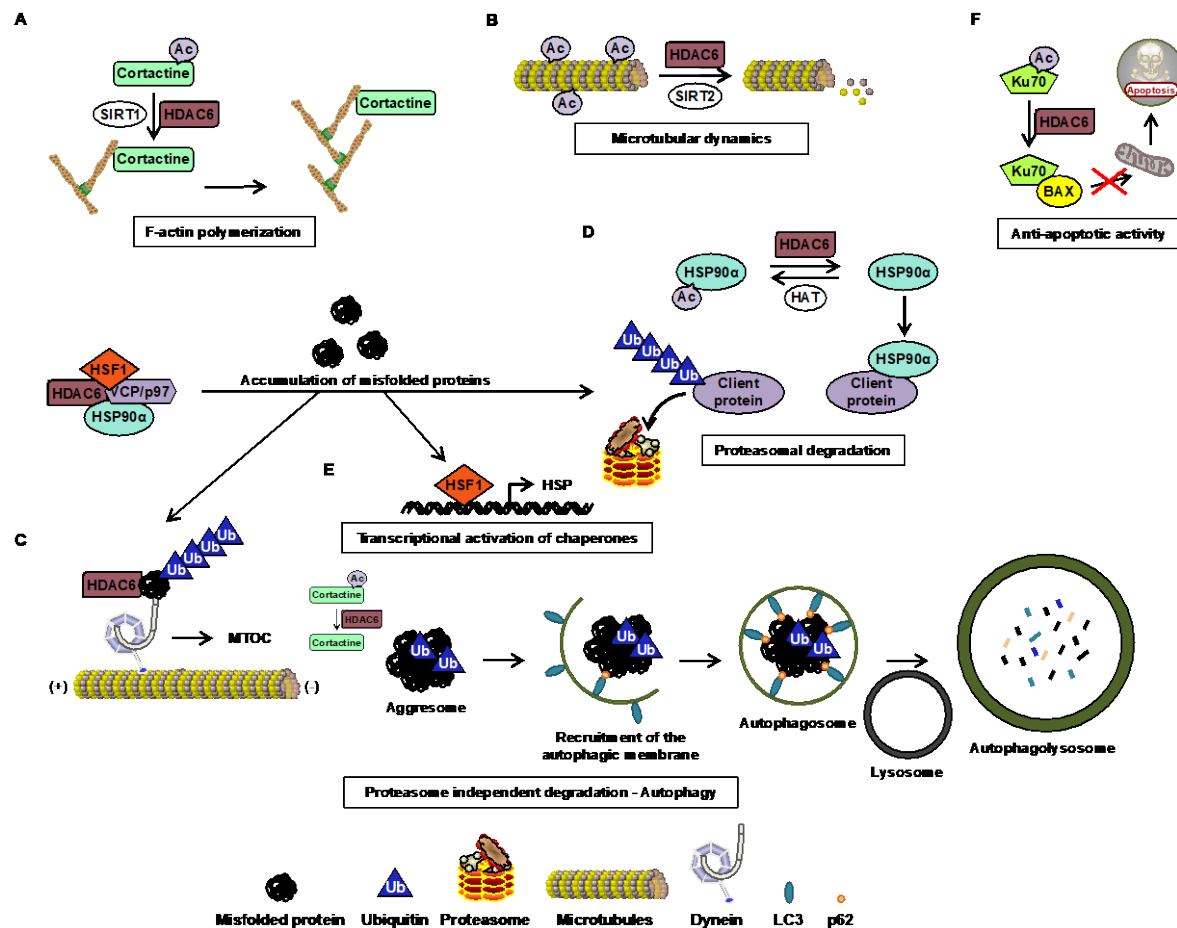 A
Ac
Cortactine
SIRT1
HDAC6
Cortactine
Cortactine
F-actin polymerization
B
Ac
Ac
Ac
HDAC6
SIRT2
Microtubular dynamics
F
Ac
Ku70
HDAC6
Ku70
BAX
Apoptosis
Anti-apoptotic activity
D
HSP90α
Ac
HDAC6
HAT
HSP90α
HSP90α
Client
protein
Ub
Ub
Ub
Ub
Client
protein
Proteasomal degradation
HSF1
HDAC6
VCP/p97
HSP90α
Accumulation of misfolded proteins
E
HSF1
HSP
Transcriptional activation of chaperones
C
Ub
Ub
Ub
Ub
HDAC6
MTOC
(+)
(-)
Ac
Cortactine
HDAC6
Cortactine
Ub
Ub
Aggresome
Ub
Ub
Recruitment of the
autophagic membrane
Ub
Ub
Autophagosome
Lysosome
Autophagolysosome
Proteasome independent degradation - Autophagy
Ub
Misfolded protein
Ubiquitin
Proteasome
Microtubules
Dynein
LC3
p62